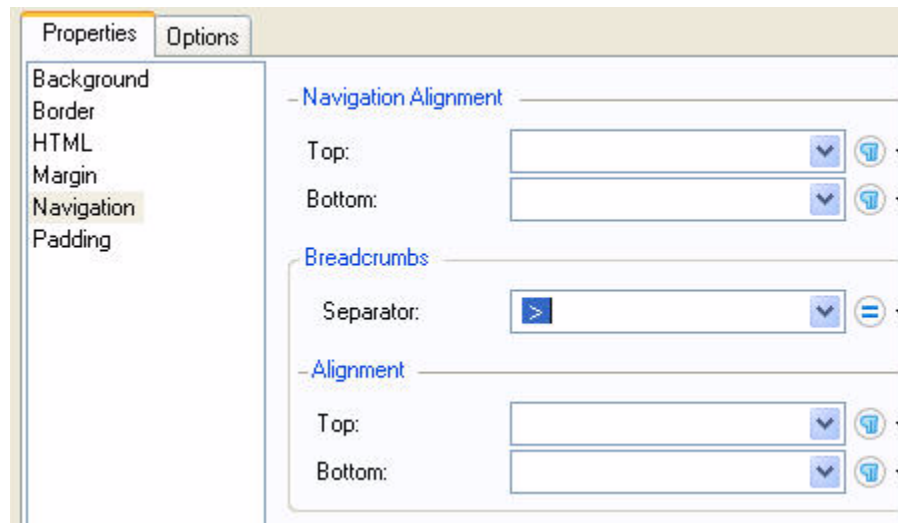 Properties
Options
Background
Border
HTML
Margin
Navigation
Padding
Navigation Alignment
Top:
Bottom:
Breadcrumbs
Separator: >
Alignment
Top:
Bottom: